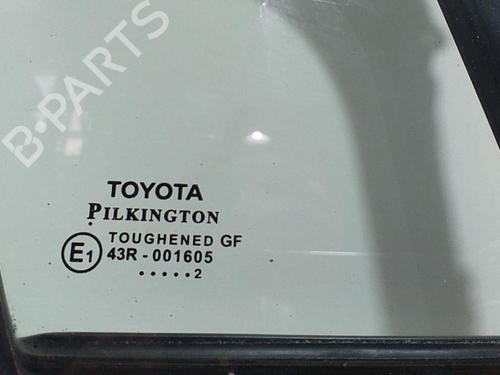 B-PARTS
TOYOTA
PILKINGTON
E1 TOUGHENED GF
43R - 001605
.....2